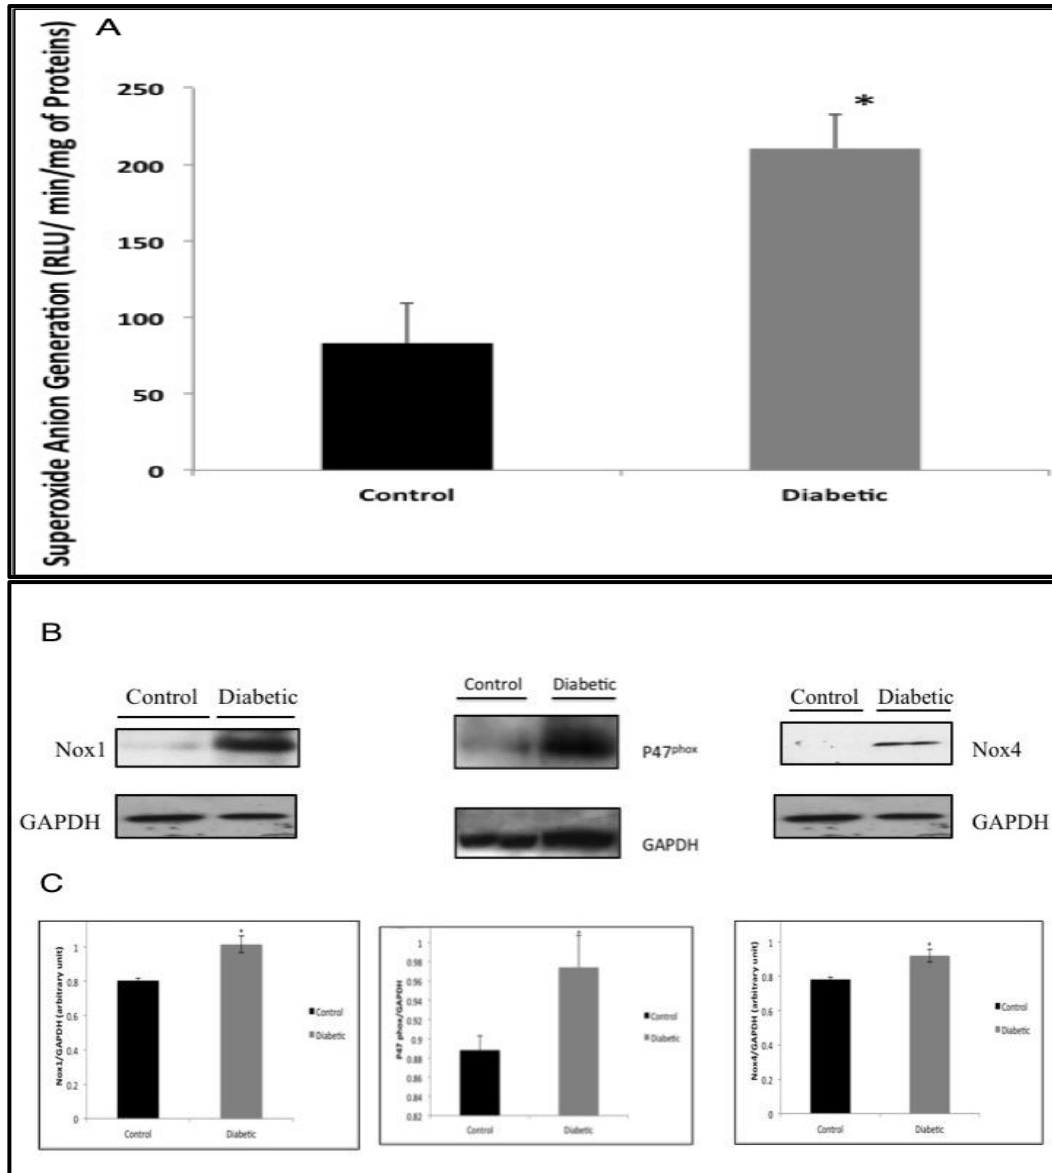 A
Superoxide Anion Generation (RLU/ min/mg of Proteins)
250
200
150
100
50
0
*
Control
Diabetic
B
Control Diabetic
Nox1
GAPDH
Control Diabetic
P47phox
GAPDH
Control Diabetic
Nox4
GAPDH
C
Nox1/GAPDH (arbitrary unit)
1
0.8
0.6
0.4
0.2
0
*
Control
Diabetic
Control
Diabetic
P47 phox/GAPDH
1
0.98
0.96
0.94
0.92
0.9
0.88
0.86
0.84
0.82
*
Control
Diabetic
Control
Diabetic
Nox4/GAPDH (arbitrary unit)
1
0.8
0.6
0.4
0.2
0
*
Control
Diabetic
Control
Diabetic